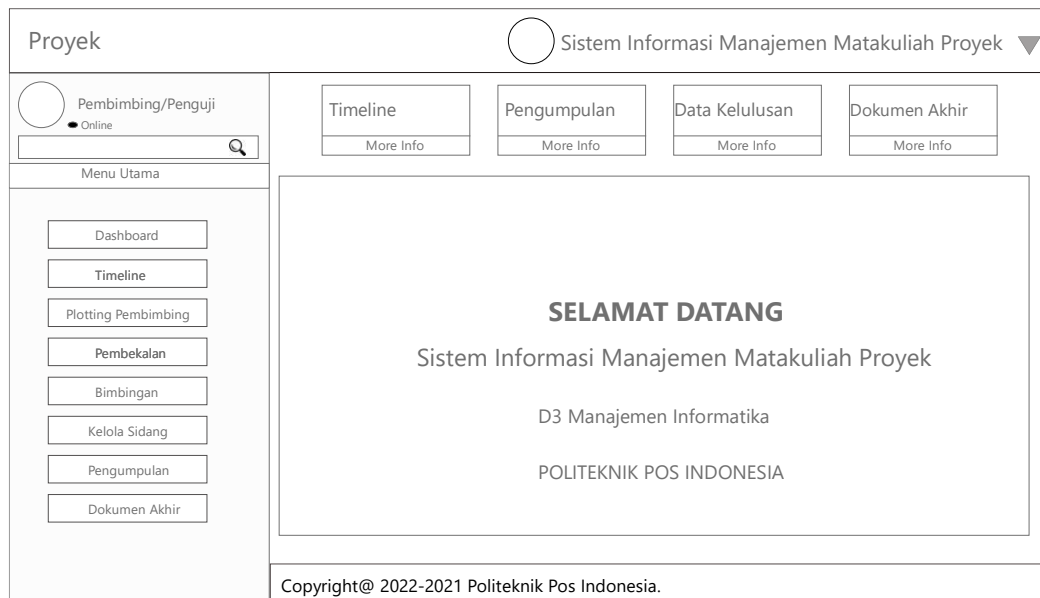 Proyek
Sistem Informasi Manajemen Matakuliah Proyek
Pembimbing/Penguji
Online
Menu Utama
Dashboard
Timeline
Plotting Pembimbing
Pembekalan
Bimbingan
Kelola Sidang
Pengumpulan
Dokumen Akhir
Timeline
More Info
Pengumpulan
More Info
Data Kelulusan
More Info
Dokumen Akhir
More Info
SELAMAT DATANG
Sistem Informasi Manajemen Matakuliah Proyek
D3 Manajemen Informatika
POLITEKNIK POS INDONESIA
Copyright@ 2022-2021 Politeknik Pos Indonesia.